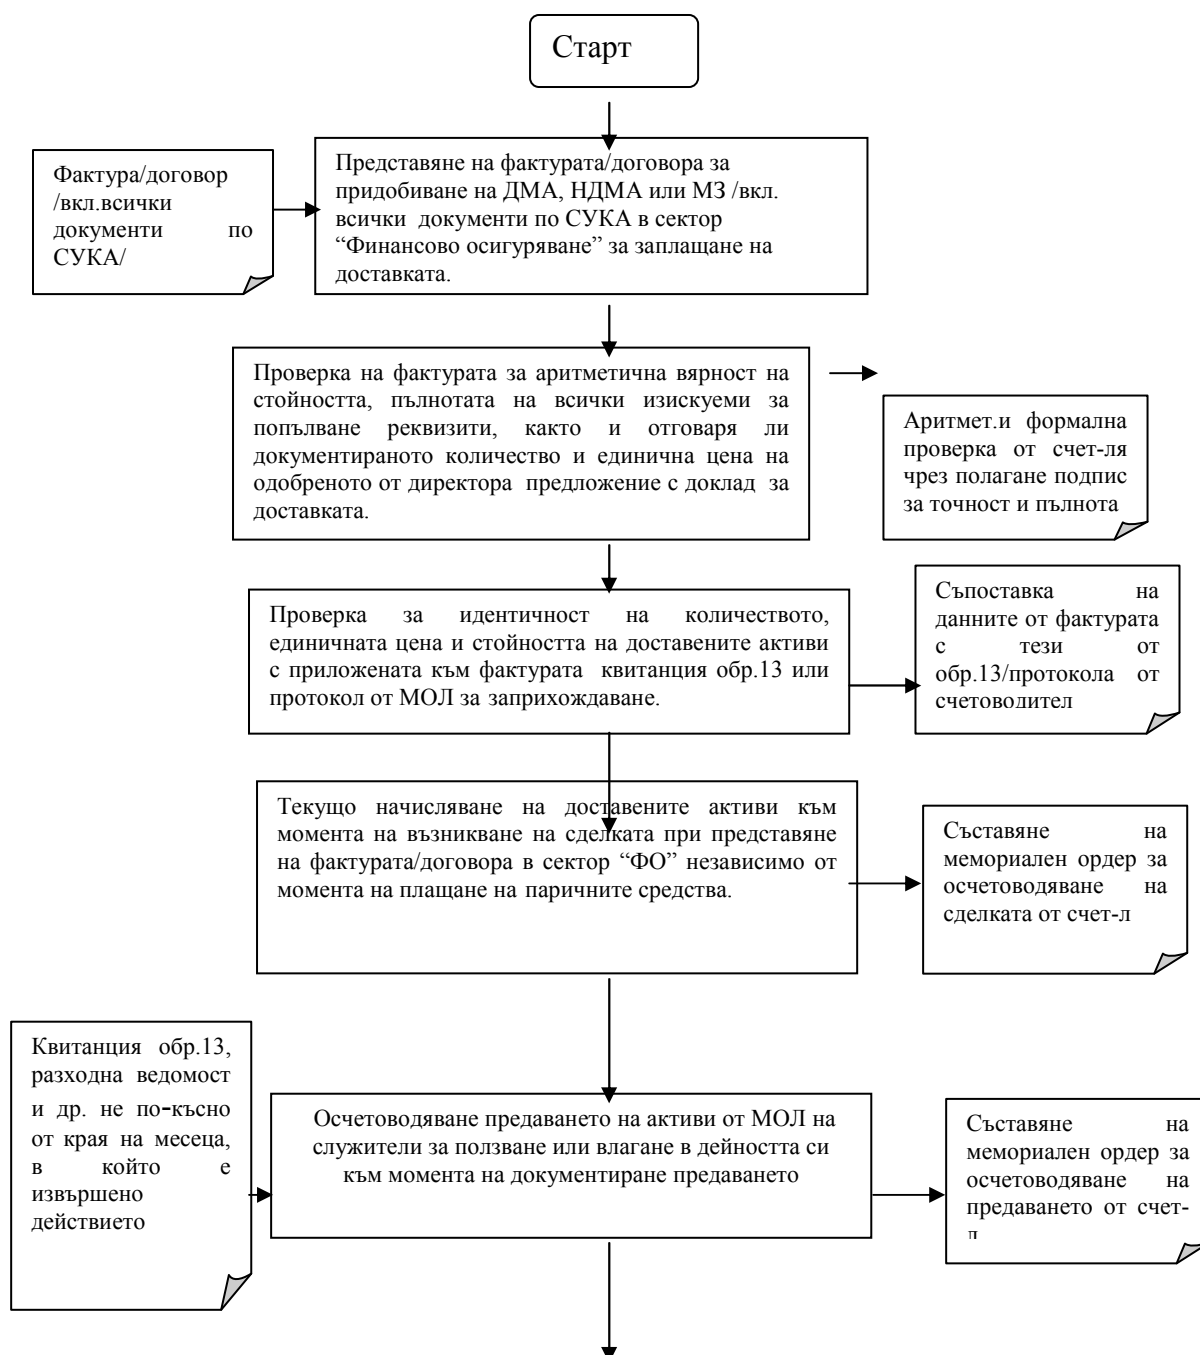 Старт
Фактура/договор
/вкл.всички
документи по
СУКА/
Представяне на фактурата/договора за
придобиване на ДМА, НДМА или МЗ /вкл.
всички документи по СУКА в сектор
“Финансово осигуряване” за заплащане на
доставката.
Проверка на фактурата за аритметична вярност на
стойността, пълнотата на всички изискуеми за
попълване реквизити, както и отговаря ли
документираното количество и единична цена на
одобреното от директора предложение с доклад за
доставката.
Аритмет.и формална
проверка от счет-ля
чрез полагане подпис
за точност и пълнота
Проверка за идентичност на количеството,
единичната цена и стойността на доставените активи
с приложената към фактурата квитанция обр.13 или
протокол от МОЛ за заприхождаване.
Съпоставка на
данните от фактурата
с тези от
обр.13/протокола от
счетоводител
Текущо начисляване на доставените активи към
момента на възникване на сделката при представяне
на фактурата/договора в сектор “ФО” независимо от
момента на плащане на паричните средства.
Съставяне на
мемориален ордер за
осчетоводяване на
сделката от счет-л
Квитанция обр.13,
разходна ведомост
и др. не по-късно
от края на месеца,
в който е
извършено
действието
Осчетоводяване предаването на активи от МОЛ на
служители за ползване или влагане в дейността си
към момента на документиране предаването
Съставяне на
мемориален ордер за
осчетоводяване на
предаването от счет-
л